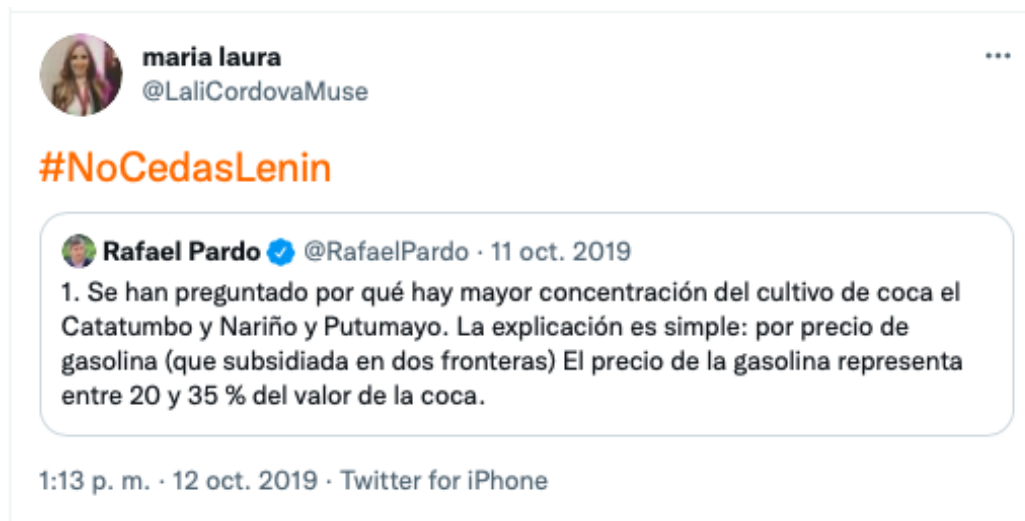 maria laura
@LaliCordovaMuse
#NoCedasLenin
Rafael Pardo @RafaelPardo · 11 oct. 2019
1. Se han preguntado por qué hay mayor concentración del cultivo de coca el
Catatumbo y Nariño y Putumayo. La explicación es simple: por precio de
gasolina (que subsidiada en dos fronteras) El precio de la gasolina representa
entre 20 y 35 % del valor de la coca.
1:13 p. m. · 12 oct. 2019 · Twitter for iPhone